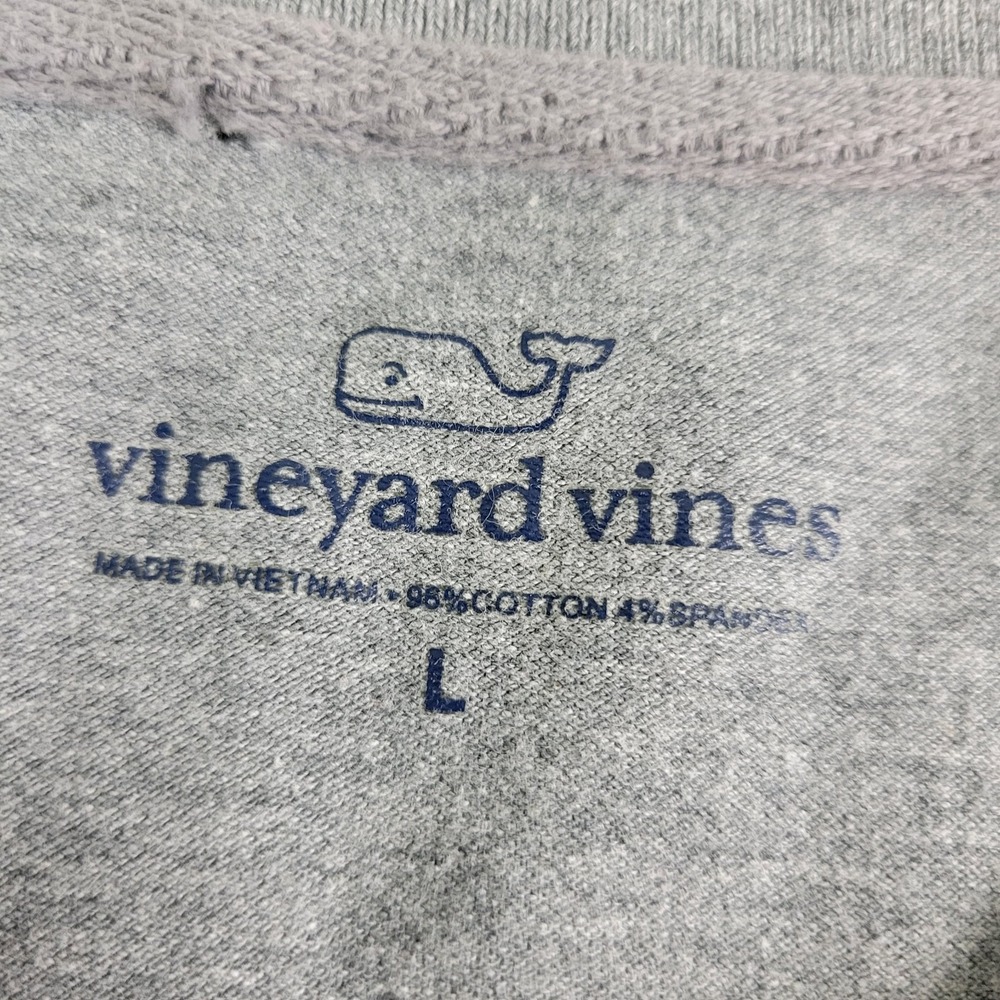 vineyard vines
MADE IN VIETNAM • 96% COTTON 4% SPANDEX
L